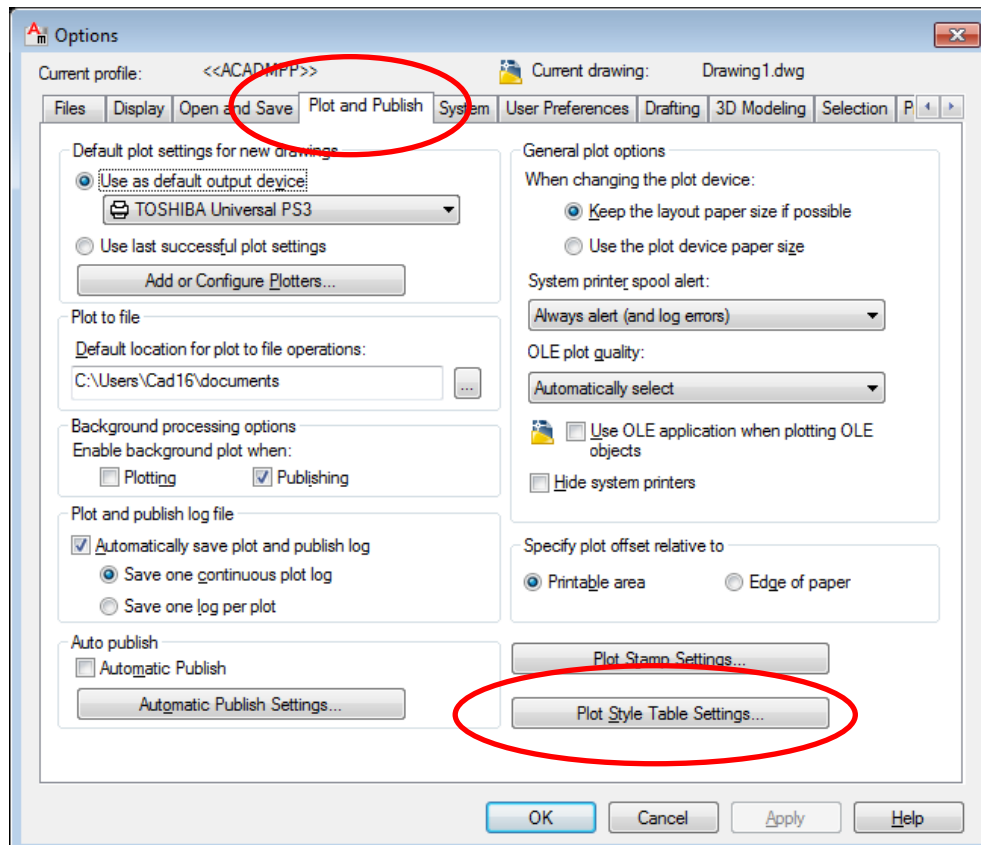 Options
Current profile: <<ACADMPP>> Current drawing: Drawing1.dwg
Files Display Open and Save Plot and Publish System User Preferences Drafting 3D Modeling Selection P
Default plot settings for new drawings
Use as default output device
TOSHIBA Universal PS3
Use last successful plot settings
Add or Configure Plotters...
Plot to file
Default location for plot to file operations:
C:\Users\Cad16\documents
...
Background processing options
Enable background plot when:
Plotting Publishing
Plot and publish log file
Automatically save plot and publish log
Save one continuous plot log
Save one log per plot
Auto publish
Automatic Publish
Automatic Publish Settings...
General plot options
When changing the plot device:
Keep the layout paper size if possible
Use the plot device paper size
System printer spool alert:
Always alert (and log errors)
OLE plot quality:
Automatically select
Use OLE application when plotting OLE
objects
Hide system printers
Specify plot offset relative to
Printable area Edge of paper
Plot Stamp Settings...
Plot Style Table Settings...
OK Cancel Apply Help